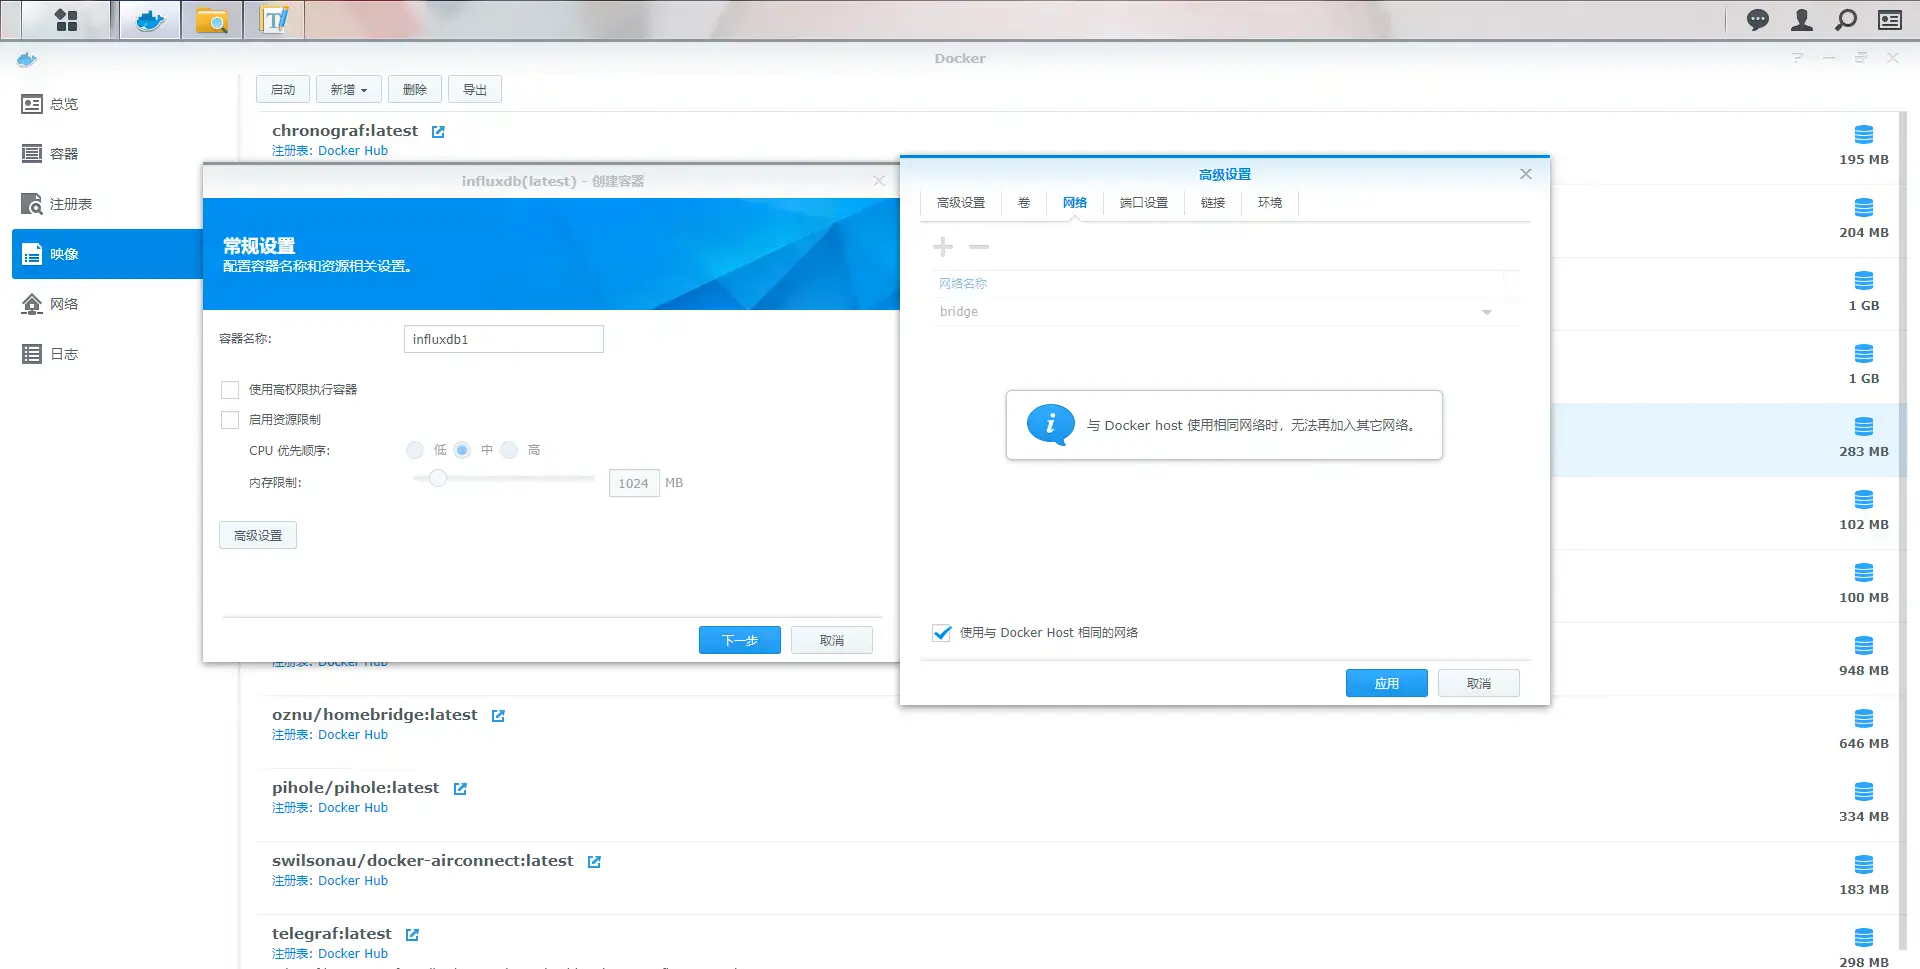 Docker
总览
容器
注册表
映像
网络
日志
启动
新增
删除
导出
chronograf:latest
注册表: Docker Hub
195 MB
204 MB
1 GB
1 GB
283 MB
102 MB
100 MB
948 MB
influxdb(latest) - 创建容器
常规设置
配置容器名称和资源相关设置。
容器名称:
influxdb1
使用高权限执行容器
启用资源限制
CPU 优先顺序:
低
中
高
内存限制:
1024
MB
高级设置
下一步
取消
高级设置
高级设置
卷
网络
端口设置
链接
环境
网络名称
bridge
与 Docker host 使用相同网络时，无法再加入其它网络。
使用与 Docker Host 相同的网络
应用
取消
注册表: Docker Hub
oznu/homebridge:latest
注册表: Docker Hub
646 MB
pihole/pihole:latest
注册表: Docker Hub
334 MB
swilsonau/docker-airconnect:latest
注册表: Docker Hub
183 MB
telegraf:latest
注册表: Docker Hub
298 MB